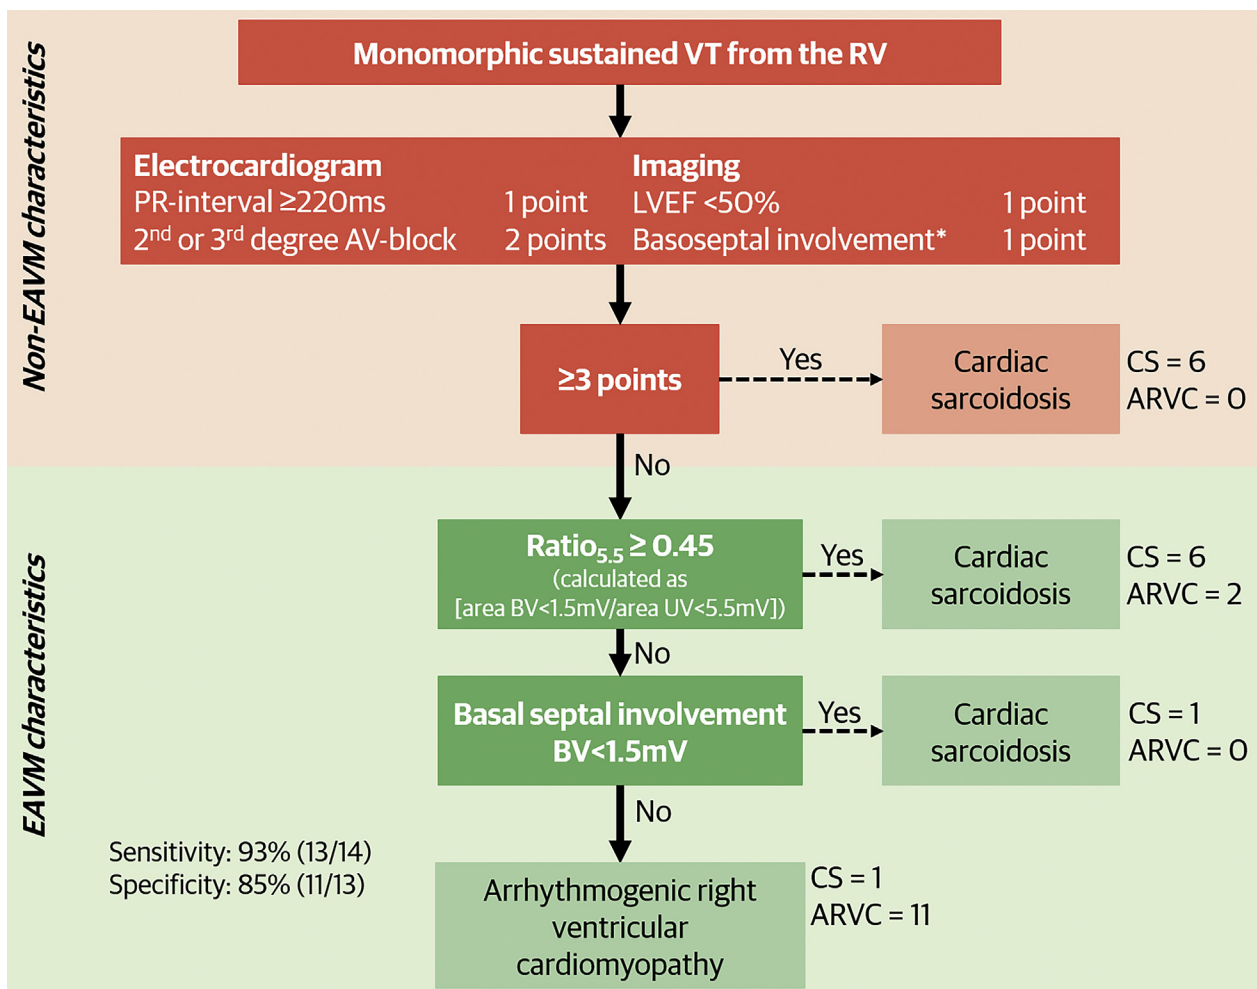 Non-EAVM characteristics
Monomorphic sustained VT from the RV
Electrocardiogram
PR-interval ≥220ms 1 point
2nd or 3rd degree AV-block 2 points
Imaging
LVEF <50% 1 point
Basoseptal involvement* 1 point
≥3 points
Yes
Cardiac
sarcoidosis
CS = 6
ARVC = 0
No
EAVM characteristics
Ratio5.5 ≥ 0.45
(calculated as
[area BV<1.5mV/area UV<5.5mV])
Yes
Cardiac
sarcoidosis
CS = 6
ARVC = 2
No
Basal septal involvement
BV<1.5mV
Yes
Cardiac
sarcoidosis
CS = 1
ARVC = 0
No
Sensitivity: 93% (13/14)
Specificity: 85% (11/13)
Arrhythmogenic right
ventricular
cardiomyopathy
CS = 1
ARVC = 11